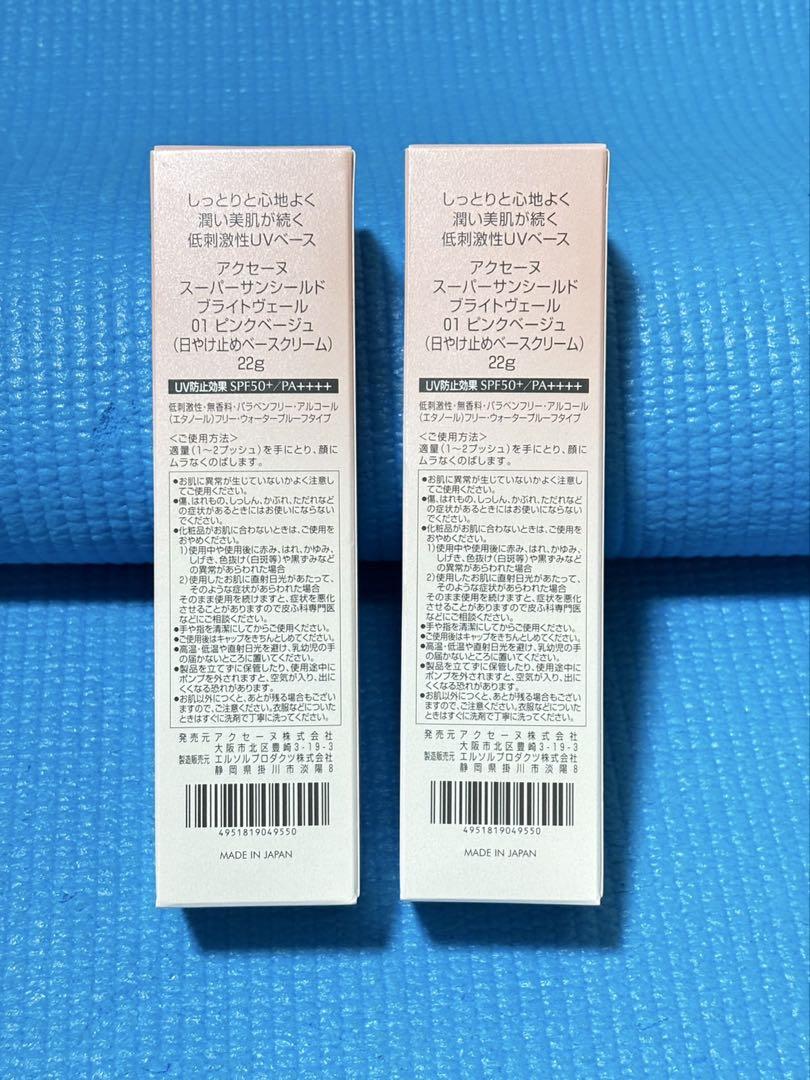 しっとりと心地よく
潤い美肌が続く
低刺激性UVベース
アクセーヌ
スーパーサンシールド
ブライトヴェール
01 ピンクベージュ
(日やけ止めベースクリーム)
22g
UV防止効果 SPF50+/PA++++
低刺激性・無香料・パラベンフリー・アルコール
(エタノール)フリー・ウォータープルーフタイプ
<ご使用方法>
適量(1~2プッシュ)を手にとり、顔に
ムラなくのばします。
●お肌に異常が生じていないかよく注意し
てご使用ください。
●傷、はれもの、しっしん、かぶれ、ただれなど
の症状があるときにはお使いにならない
でください。
●化粧品がお肌に合わないときは、ご使用を
おやめください。
1)使用中や使用後に赤み、はれ、かゆみ、
しげき、色抜け(白斑等)や黒ずみなど
の異常があらわれた場合
2)使用したお肌に直射日光があたって、
そのような症状があらわれた場合
そのまま使用を続けますと、症状を悪化
させることがありますので皮ふ科専門医
などにご相談ください。
●手や指を清潔にしてからご使用ください。
●ご使用後はキャップをきちんとしめてください。
●高温・低温や直射日光を避け、乳幼児の手
の届かないところに置いてください。
●製品を立てずに保管したり、使用途中に
ポンプを外されますと、空気が入り、出に
くくなる恐れがあります。
●お肌以外につくと、あとが残る場合もござい
ますので、ご注意ください。衣服などについた
ときはすぐに洗剤で丁寧に洗ってください。
発売元 アクセーヌ株式会社
大阪市北区豊崎3-19-3
製造販売元 エルソルプロダクツ株式会社
静岡県掛川市淡陽8
4951819049550
MADE IN JAPAN
しっとりと心地よく
潤い美肌が続く
低刺激性UVベース
アクセーヌ
スーパーサンシールド
ブライトヴェール
01 ピンクベージュ
(日やけ止めベースクリーム)
22g
UV防止効果 SPF50+/PA++++
低刺激性・無香料・パラベンフリー・アルコール
(エタノール)フリー・ウォータープルーフタイプ
<ご使用方法>
適量(1~2プッシュ)を手にとり、顔に
ムラなくのばします。
●お肌に異常が生じていないかよく注意し
てご使用ください。
●傷、はれもの、しっしん、かぶれ、ただれなど
の症状があるときにはお使いにならない
でください。
●化粧品がお肌に合わないときは、ご使用を
おやめください。
1)使用中や使用後に赤み、はれ、かゆみ、
しげき、色抜け(白斑等)や黒ずみなど
の異常があらわれた場合
2)使用したお肌に直射日光があたって、
そのような症状があらわれた場合
そのまま使用を続けますと、症状を悪化
させることがありますので皮ふ科専門医
などにご相談ください。
●手や指を清潔にしてからご使用ください。
●ご使用後はキャップをきちんとしめてください。
●高温・低温や直射日光を避け、乳幼児の手
の届かないところに置いてください。
●製品を立てずに保管したり、使用途中に
ポンプを外されますと、空気が入り、出に
くくなる恐れがあります。
●お肌以外につくと、あとが残る場合もござい
ますので、ご注意ください。衣服などについた
ときはすぐに洗剤で丁寧に洗ってください。
発売元 アクセーヌ株式会社
大阪市北区豊崎3-19-3
製造販売元 エルソルプロダクツ株式会社
静岡県掛川市淡陽8
4951819049550
MADE IN JAPAN